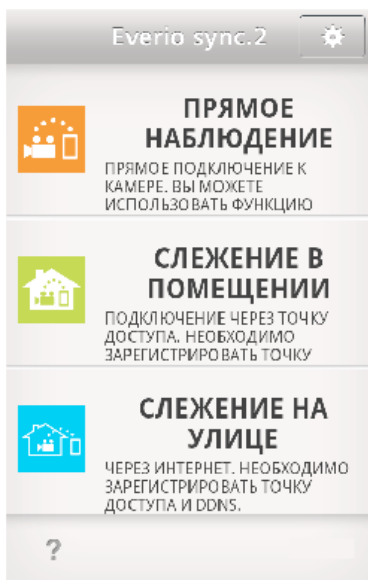 Everio sync.2
ПРЯМОЕ
НАБЛЮДЕНИЕ
ПРЯМОЕ ПОДКЛЮЧЕНИЕ К
КАМЕРЕ. ВЫ МОЖЕТЕ
ИСПОЛЬЗОВАТЬ ФУНКЦИЮ
СЛЕЖЕНИЕ В
ПОМЕЩЕНИИ
ПОДКЛЮЧЕНИЕ ЧЕРЕЗ ТОЧКУ
ДОСТУПА. НЕОБХОДИМО
ЗАРЕГИСТРИРОВАТЬ ТОЧКУ
СЛЕЖЕНИЕ НА
УЛИЦЕ
ЧЕРЕЗ ИНТЕРНЕТ. НЕОБХОДИМО
ЗАРЕГИСТРИРОВАТЬ ТОЧКУ
ДОСТУПА И DDNS.
?